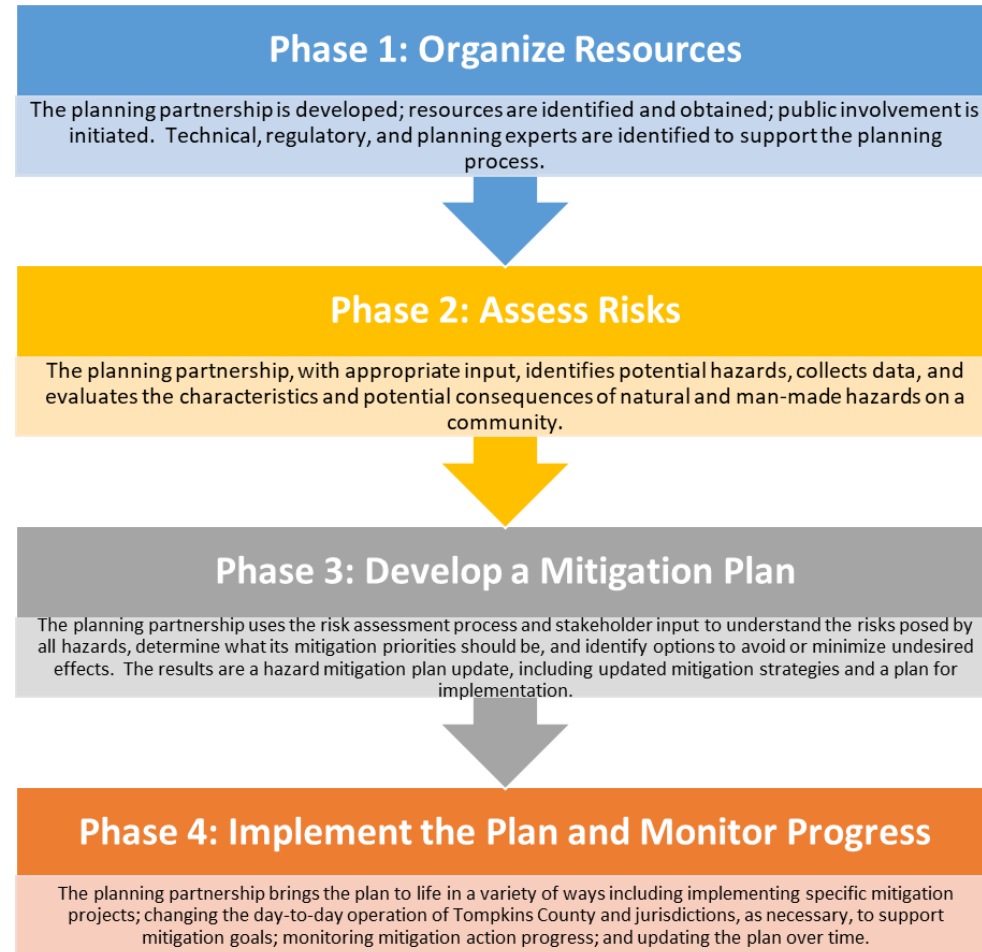 Phase 1: Organize Resources
The planning partnership is developed; resources are identified and obtained; public involvement is
initiated.  Technical, regulatory, and planning experts are identified to support the planning
process.
Phase 2: Assess Risks
The planning partnership, with appropriate input, identifies potential hazards, collects data, and
evaluates the characteristics and potential consequences of natural and man-made hazards on a
community.
Phase 3: Develop a Mitigation Plan
The planning partnership uses the risk assessment process and stakeholder input to understand the risks posed by
all hazards, determine what its mitigation priorities should be, and identify options to avoid or minimize undesired
effects.  The results are a hazard mitigation plan update, including updated mitigation strategies and a plan for
implementation.
Phase 4: Implement the Plan and Monitor Progress
The planning partnership brings the plan to life in a variety of ways including implementing specific mitigation
projects; changing the day-to-day operation of Tompkins County and jurisdictions, as necessary, to support
mitigation goals; monitoring mitigation action progress; and updating the plan over time.